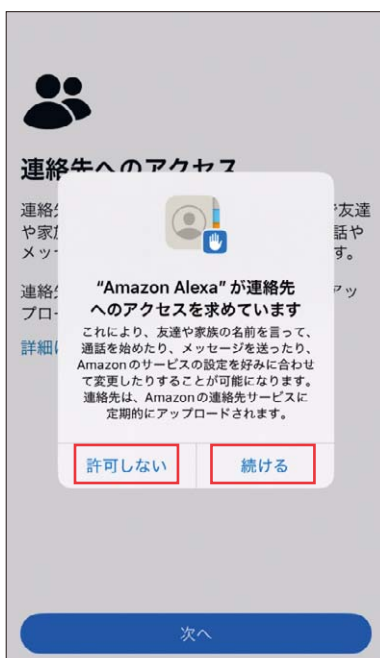 連絡先へのアクセス
連絡
友達
や家
話や
メッ
す。
“Amazon Alexa” が連絡先
へのアクセスを求めています
連絡
アッ
プロ
これにより、友達や家族の名前を言って、
通話を始めたり、メッセージを送ったり、
Amazonのサービスの設定を好みに合わせ
て変更したりすることが可能になります。
連絡先は、Amazonの連絡先サービスに
定期的にアップロードされます。
詳細
許可しない
続ける
次へ